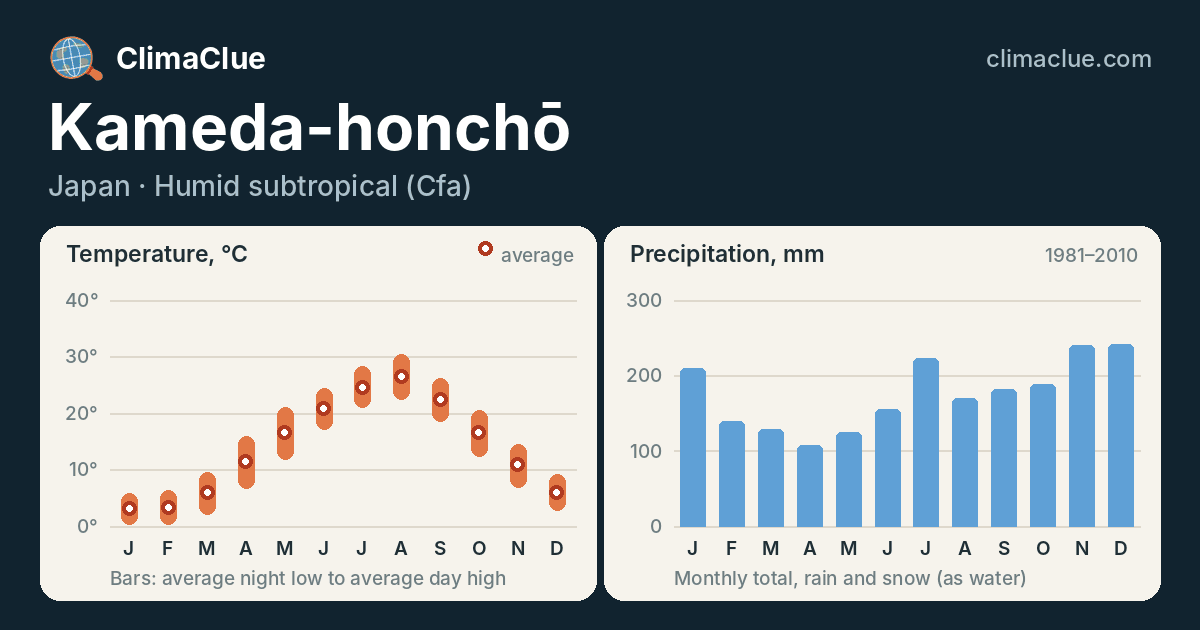 ClimaClue
climaclue.com
Kameda-honchō
Japan · Humid subtropical (Cfa)
Temperature, °C
average
40°
30°
20°
10°
0°
J F M A M J J A S O N D
Bars: average night low to average day high
Precipitation, mm
1981–2010
300
200
100
0
J F M A M J J A S O N D
Monthly total, rain and snow (as water)